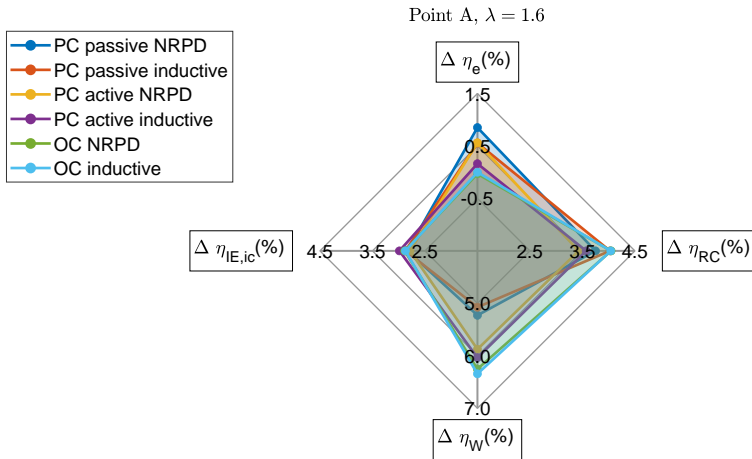 Point A, λ = 1.6
PC passive NRPD
PC passive inductive
PC active NRPD
PC active inductive
OC NRPD
OC inductive
Δ η_e(%)
1.5
0.5
-0.5
Δ η_IE,ic(%)
4.5 3.5 2.5 2.5 3.5 4.5
Δ η_RC(%)
5.0
6.0
7.0
Δ η_W(%)